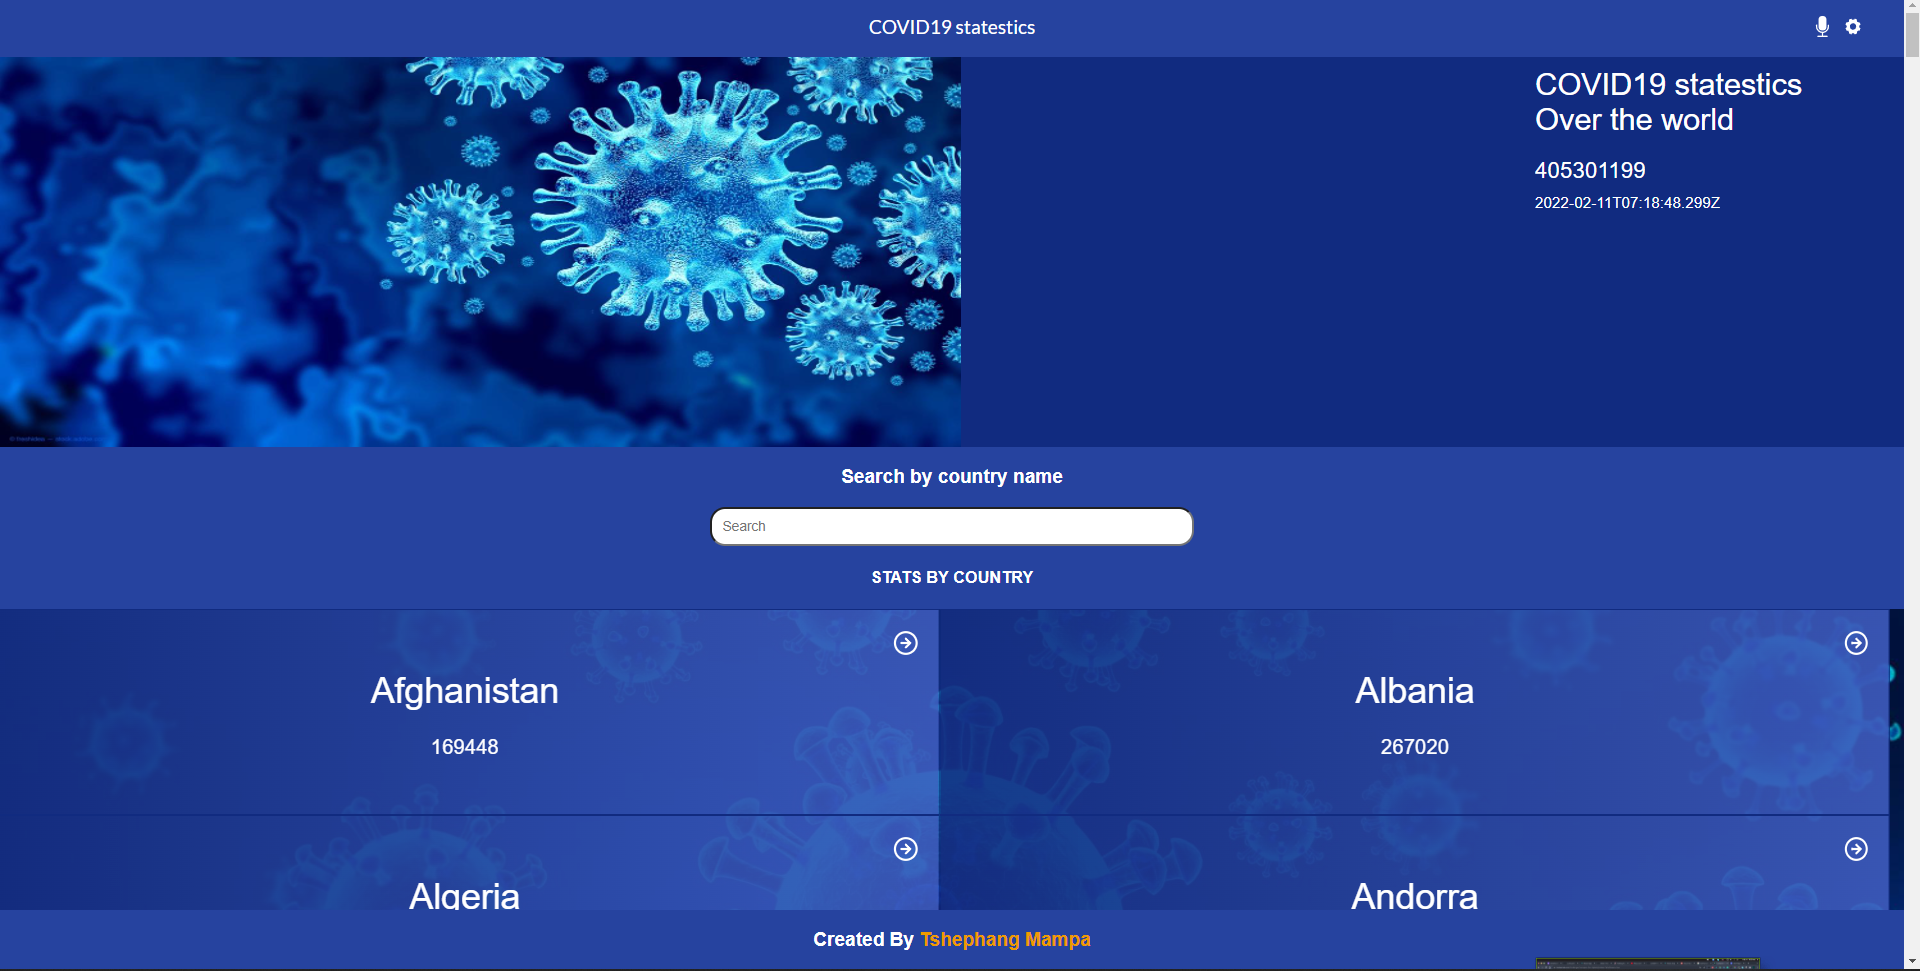 COVID19 statestics
COVID19 statestics
Over the world
405301199
2022-02-11T07:18:48.299Z
Search by country name
Search
STATS BY COUNTRY
Afghanistan
169448
Albania
267020
Algeria
Andorra
Created By Tshephang Mampa